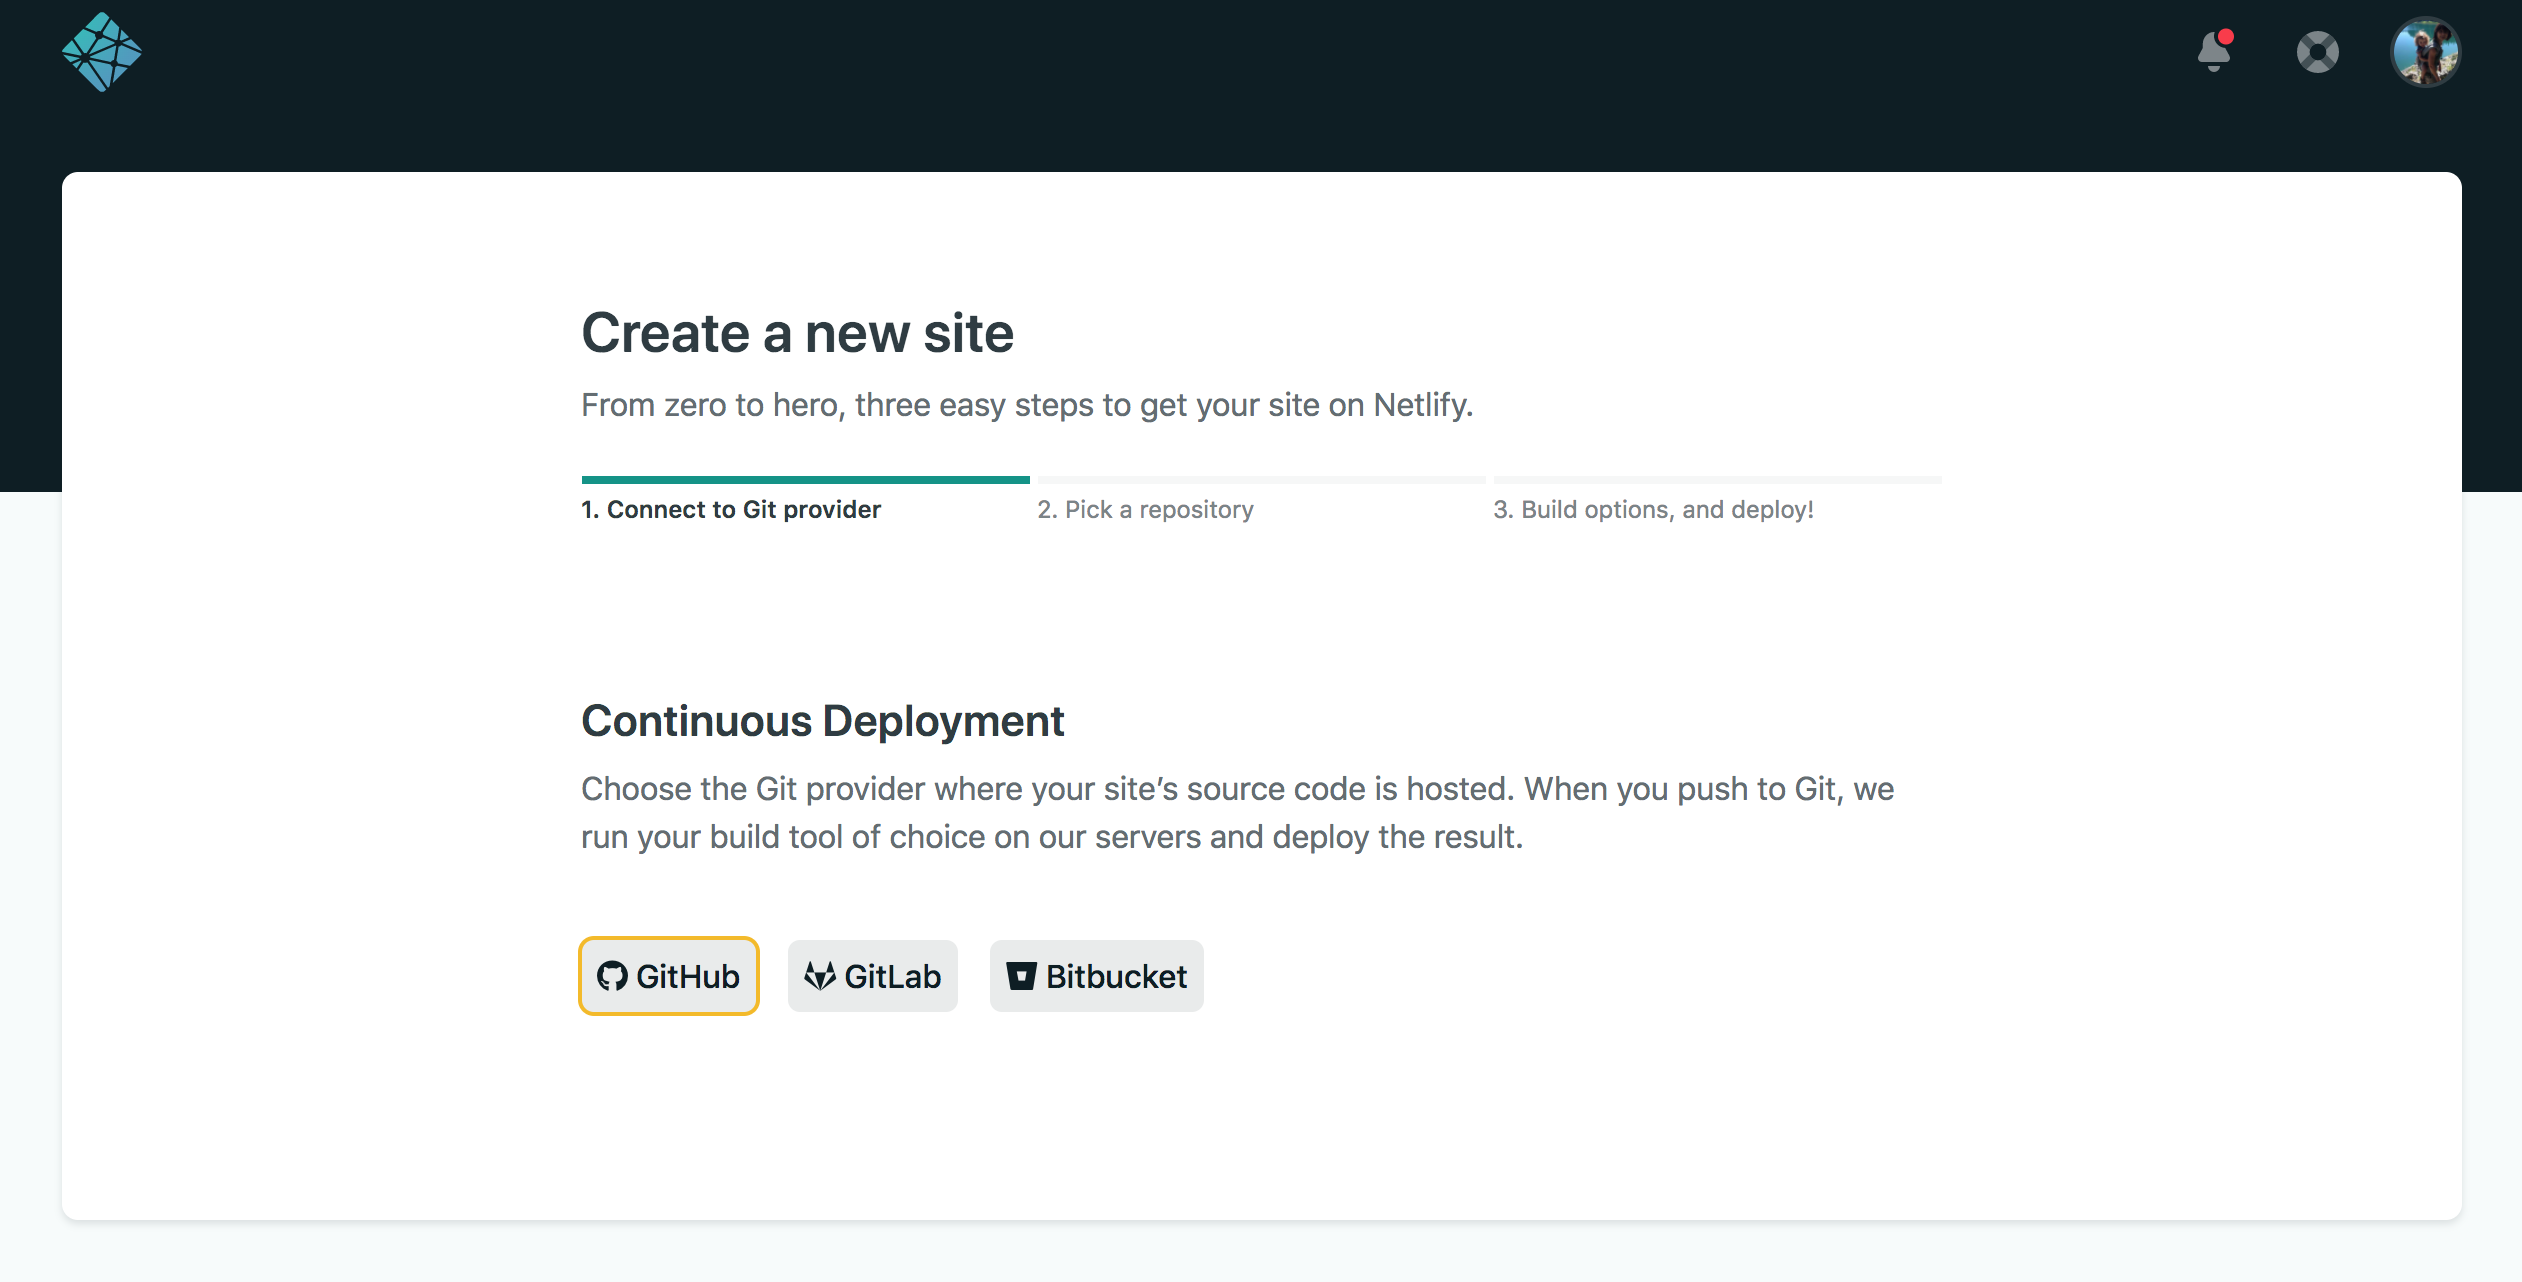 Create a new site
From zero to hero, three easy steps to get your site on Netlify.
1. Connect to Git provider
2. Pick a repository
3. Build options, and deploy!
Continuous Deployment
Choose the Git provider where your site’s source code is hosted. When you push to Git, we
run your build tool of choice on our servers and deploy the result.
GitHub
GitLab
Bitbucket